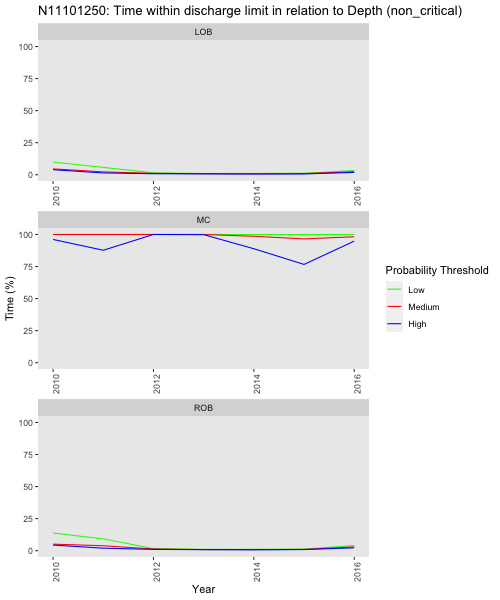 N11101250: Time within discharge limit in relation to Depth (non_critical)
LOB
100
75
50
25
0
2010
2012
2014
2016
MC
100
75
50
25
0
2010
2012
2014
2016
ROB
100
75
50
25
0
2010
2012
2014
2016
Time (%)
Year
Probability Threshold
Low
Medium
High